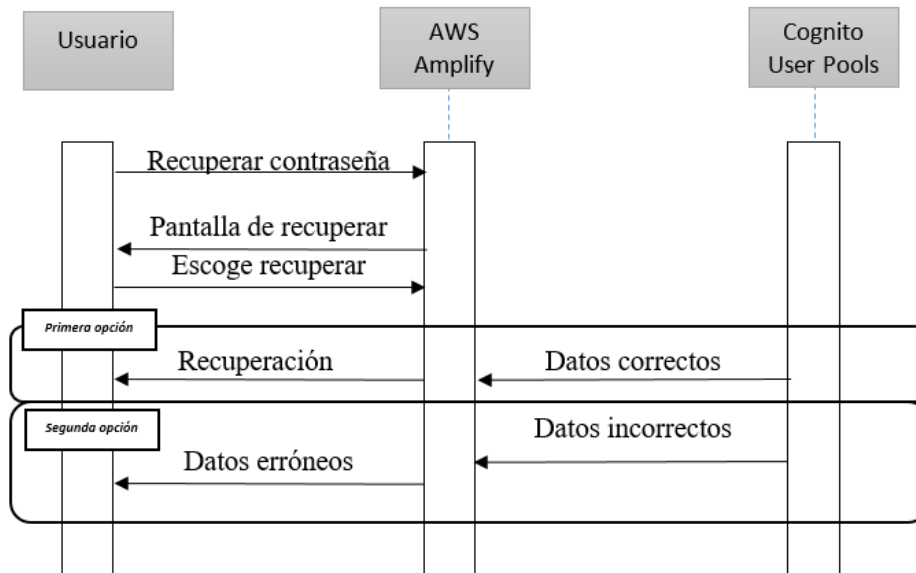 Usuario
AWS
Amplify
Cognito
User Pools
Recuperar contraseña
Pantalla de recuperar
Escoge recuperar
Primera opción
Recuperación
Datos correctos
Segunda opción
Datos incorrectos
Datos erróneos